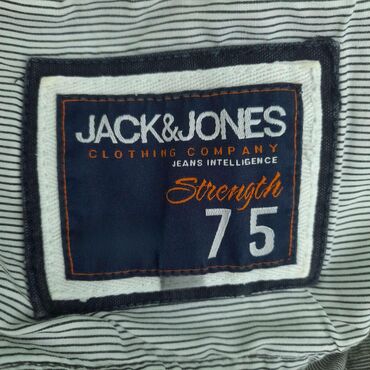 JACK&JONES
CLOTHING COMPANY
JEANS INTELLIGENCE
Strength
75